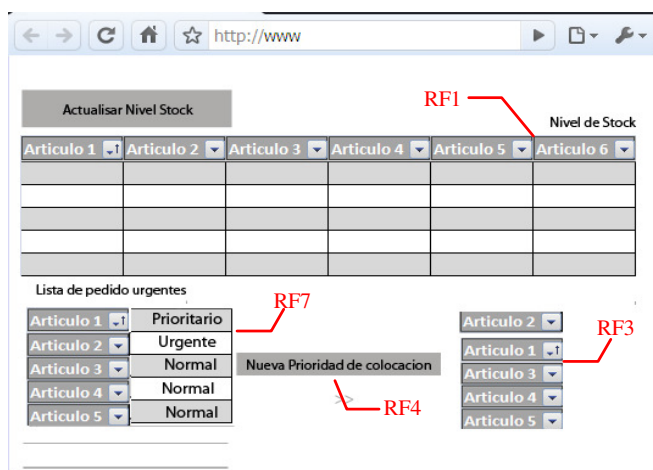 http://www
RF1
Actualisar Nivel Stock
Nivel de Stock
Articulo 1 Articulo 2 Articulo 3 Articulo 4 Articulo 5 Articulo 6
Lista de pedido urgentes
RF7
Articulo 1 Prioritario
Articulo 2 Urgente
Articulo 3 Normal
Articulo 4 Normal
Articulo 5 Normal
Nueva Prioridad de colocacion
>>
RF4
Articulo 2
RF3
Articulo 1
Articulo 3
Articulo 4
Articulo 5